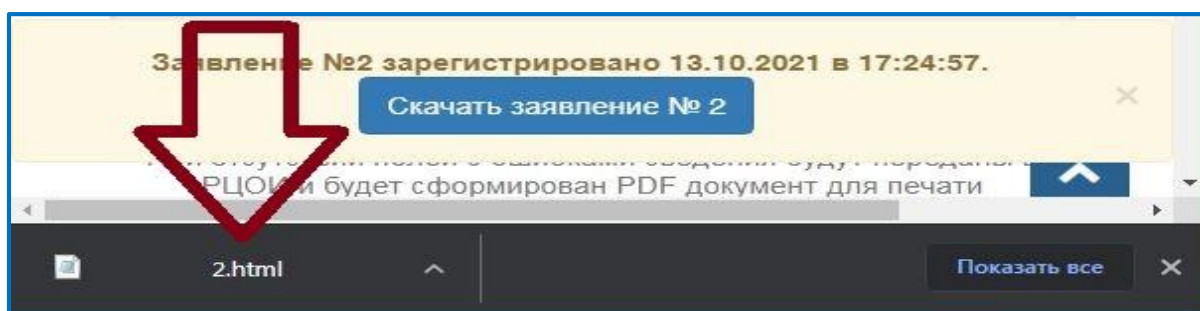 Заявление №2 зарегистрировано 13.10.2021 в 17:24:57.
Скачать заявление № 2
РЦОИ и будет сформирован PDF документ для печати
2.html
Показать все